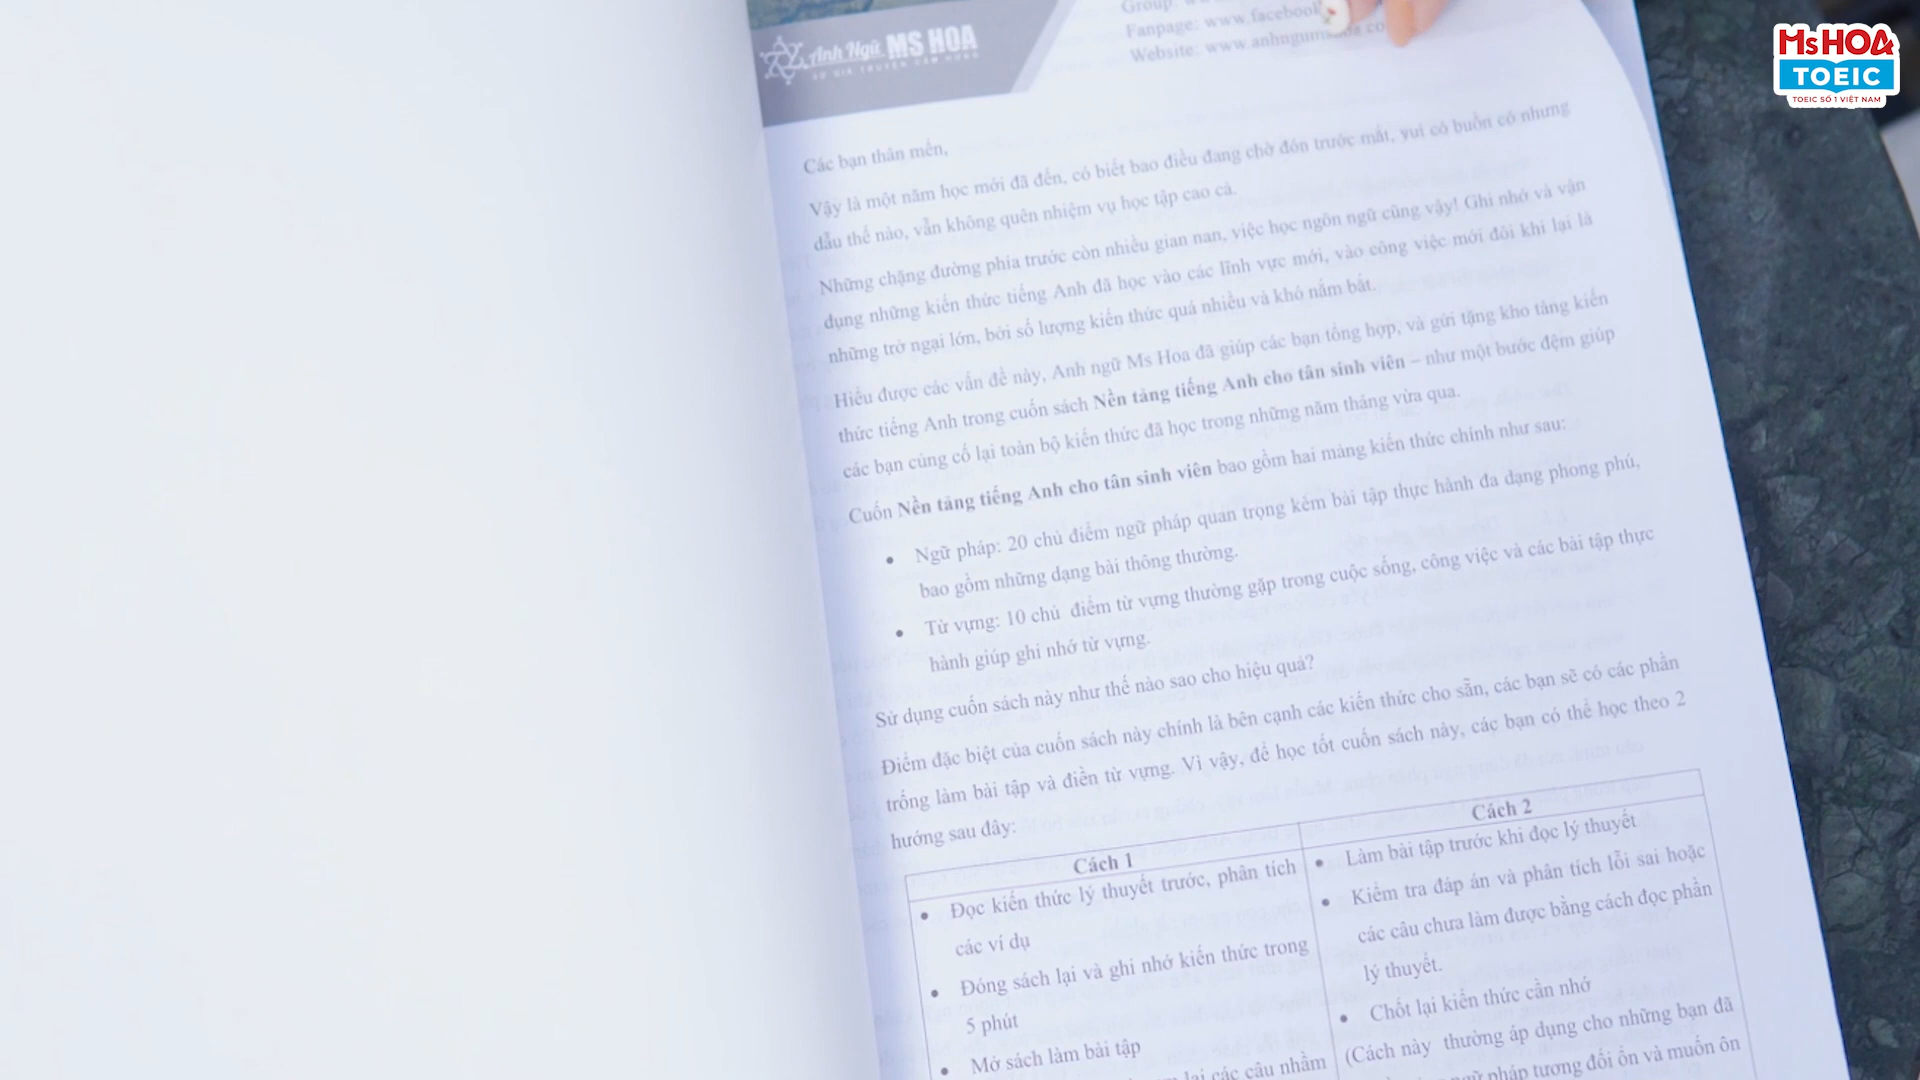 Ms HOA
TOEIC
TOEIC SỐ 1 VIỆT NAM
Anh Ngữ MS HOA
Group:
Fanpage: www.facebook
Website: www.anhngumshoa.co
Các bạn thân mến,
Vậy là một năm học mới đã đến, có biết bao điều đang chờ đón trước mắt, vui có buồn có nhưng
dẫu thế nào, vẫn không quên nhiệm vụ học tập cao cả.
Những chặng đường phía trước còn nhiều gian nan, việc học ngôn ngữ cũng vậy! Ghi nhớ và vận
dụng những kiến thức tiếng Anh đã học vào các lĩnh vực mới, vào công việc mới đôi khi lại là
những trở ngại lớn, bởi số lượng kiến thức quá nhiều và khó nắm bắt.
Hiểu được các vấn đề này, Anh ngữ Ms Hoa đã giúp các bạn tổng hợp, và gửi tặng kho tàng kiến
thức tiếng Anh trong cuốn sách Nền tảng tiếng Anh cho tân sinh viên – như một bước đệm giúp
các bạn củng cố lại toàn bộ kiến thức đã học trong những năm tháng vừa qua.
Cuốn Nền tảng tiếng Anh cho tân sinh viên bao gồm hai mảng kiến thức chính như sau:
• Ngữ pháp: 20 chủ điểm ngữ pháp quan trọng kèm bài tập thực hành đa dạng phong phú,
bao gồm những dạng bài thông thường.
• Từ vựng: 10 chủ điểm từ vựng thường gặp trong cuộc sống, công việc và các bài tập thực
hành giúp ghi nhớ từ vựng.
Sử dụng cuốn sách này như thế nào sao cho hiệu quả?
Điểm đặc biệt của cuốn sách này chính là bên cạnh các kiến thức cho sẵn, các bạn sẽ có các phần
trống làm bài tập và điền từ vựng. Vì vậy, để học tốt cuốn sách này, các bạn có thể học theo 2
hướng sau đây:
Cách 1
• Đọc kiến thức lý thuyết trước, phân tích
các ví dụ
• Đóng sách lại và ghi nhớ kiến thức trong
5 phút
• Mở sách làm bài tập
lại các câu nhầm
Cách 2
• Làm bài tập trước khi đọc lý thuyết
• Kiểm tra đáp án và phân tích lỗi sai hoặc
các câu chưa làm được bằng cách đọc phần
lý thuyết.
• Chốt lại kiến thức cần nhớ
(Cách này thường áp dụng cho những bạn đã
ngữ pháp tương đối ổn và muốn ôn